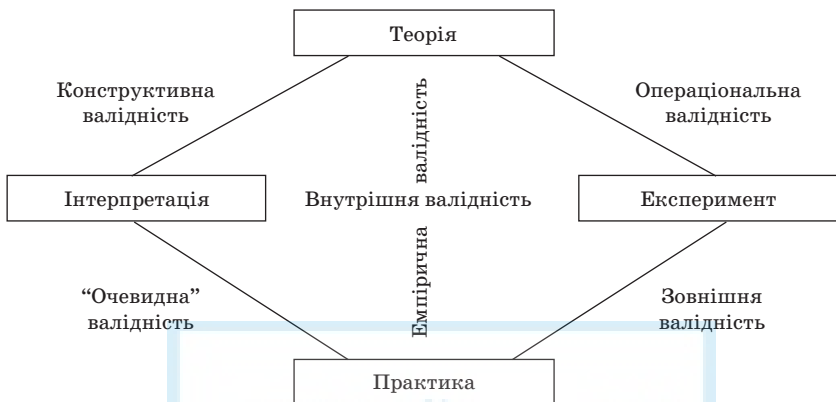 Теорія
Конструктивна
валідність
Операціональна
валідність
Емпірична валідність
Інтерпретація
Внутрішня валідність
Експеримент
“Очевидна”
валідність
Зовнішня
валідність
Практика